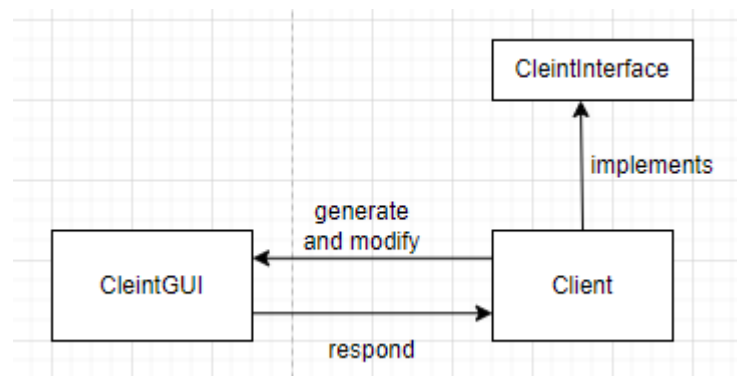 CleintInterface
implements
generate
and modify
CleintGUI
Client
respond